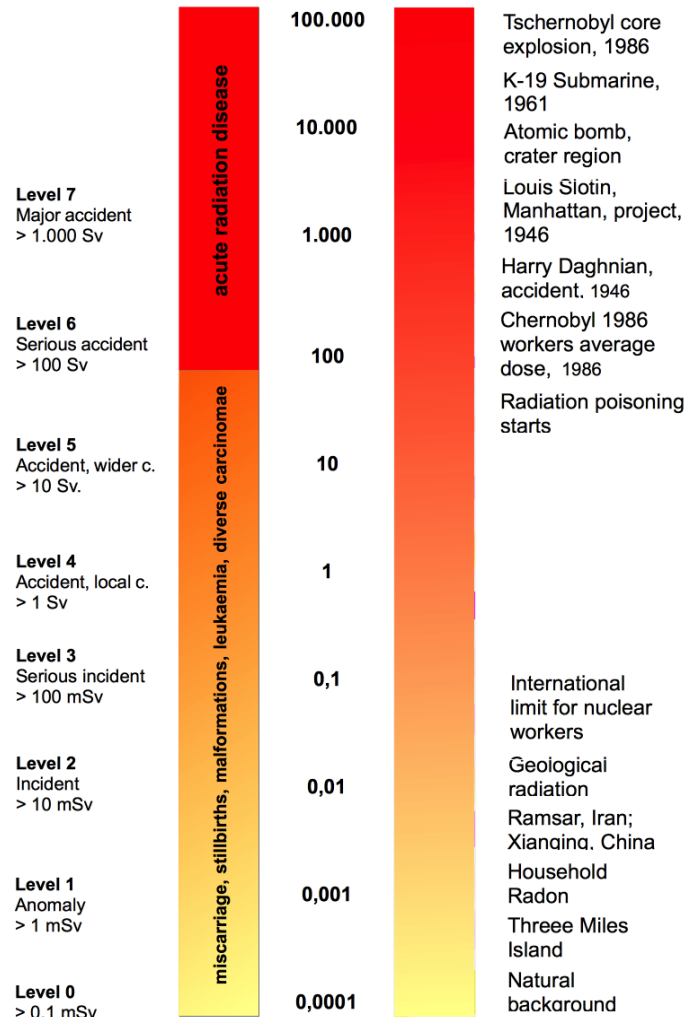 Level 7
Major accident
> 1.000 Sv
Level 6
Serious accident
> 100 Sv
Level 5
Accident, wider c.
> 10 Sv.
Level 4
Accident, local c.
> 1 Sv
Level 3
Serious incident
> 100 mSv
Level 2
Incident
> 10 mSv
Level 1
Anomaly
> 1 mSv
Level 0
> 0.1 mSv
acute radiation disease
miscarriage, stillbirths, malformations, leukaemia, diverse carcinomae
100.000
10.000
1.000
100
10
1
0,1
0,01
0,001
0,0001
Tschernobyl core
explosion, 1986
K-19 Submarine,
1961
Atomic bomb,
crater region
Louis Slotin,
Manhattan, project,
1946
Harry Daghnian,
accident. 1946
Chernobyl 1986
workers average
dose, 1986
Radiation poisoning
starts
International
limit for nuclear
workers
Geological
radiation
Ramsar, Iran;
Xianqing, China
Household
Radon
Threee Miles
Island
Natural
background